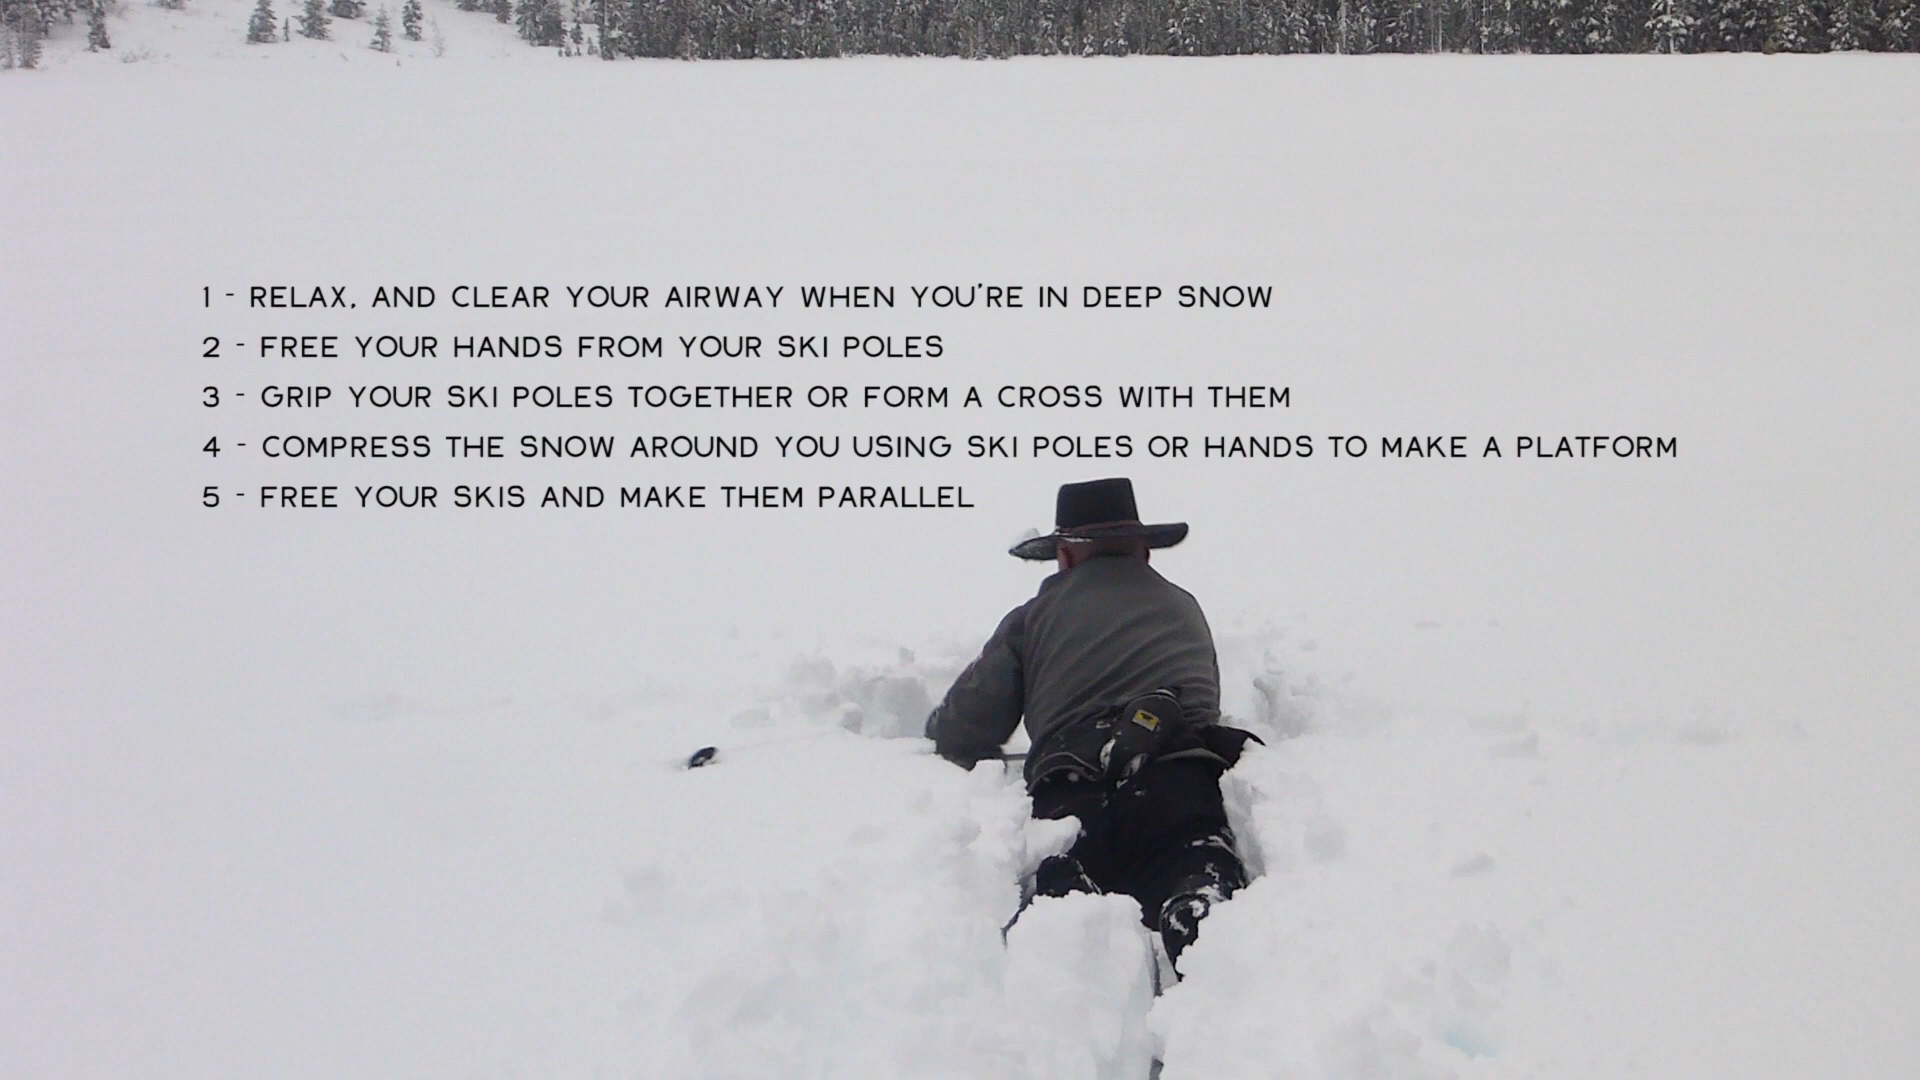 1 - RELAX, AND CLEAR YOUR AIRWAY WHEN YOU'RE IN DEEP SNOW
2 - FREE YOUR HANDS FROM YOUR SKI POLES
3 - GRIP YOUR SKI POLES TOGETHER OR FORM A CROSS WITH THEM
4 - COMPRESS THE SNOW AROUND YOU USING SKI POLES OR HANDS TO MAKE A PLATFORM
5 - FREE YOUR SKIS AND MAKE THEM PARALLEL